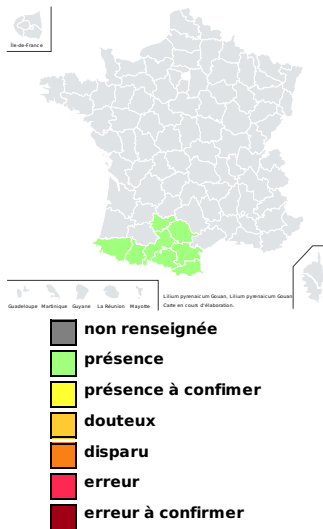 Île-de-France
Guadeloupe Martinique Guyane La Réunion Mayotte
Lilium pyrenaicum Gouan, Lilium pyrenaicum Gouan
Carte en cours d'élaboration.
non renseignée
présence
présence à confimer
douteux
disparu
erreur
erreur à confirmer